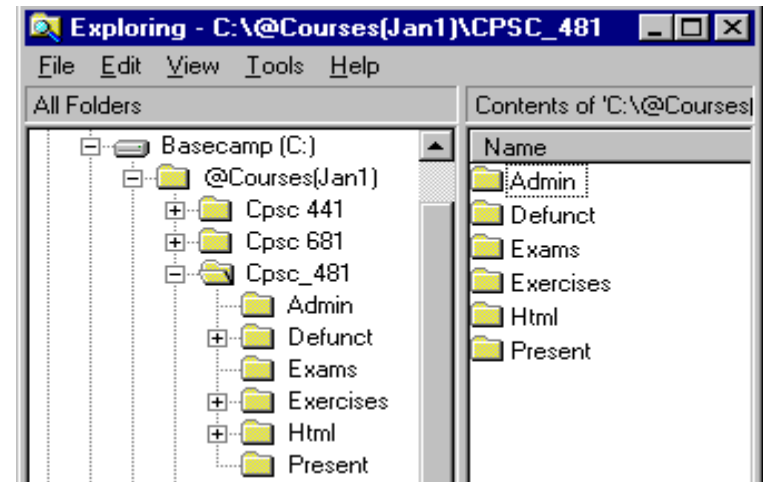 Exploring - C:\@Courses(Jan1)\CPSC_481
File Edit View Tools Help
All Folders
Contents of 'C:\@Courses(
Basecamp (C:)
@Courses(Jan1)
Cpsc 441
Cpsc 681
Cpsc_481
Admin
Defunct
Exams
Exercises
Html
Present
Name
Admin
Defunct
Exams
Exercises
Html
Present